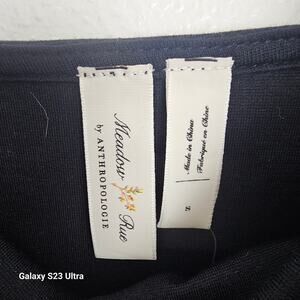 Meadow Rue
by ANTHROPOLOGIE
Made in China
Fabriqué en Chine
Galaxy S23 Ultra